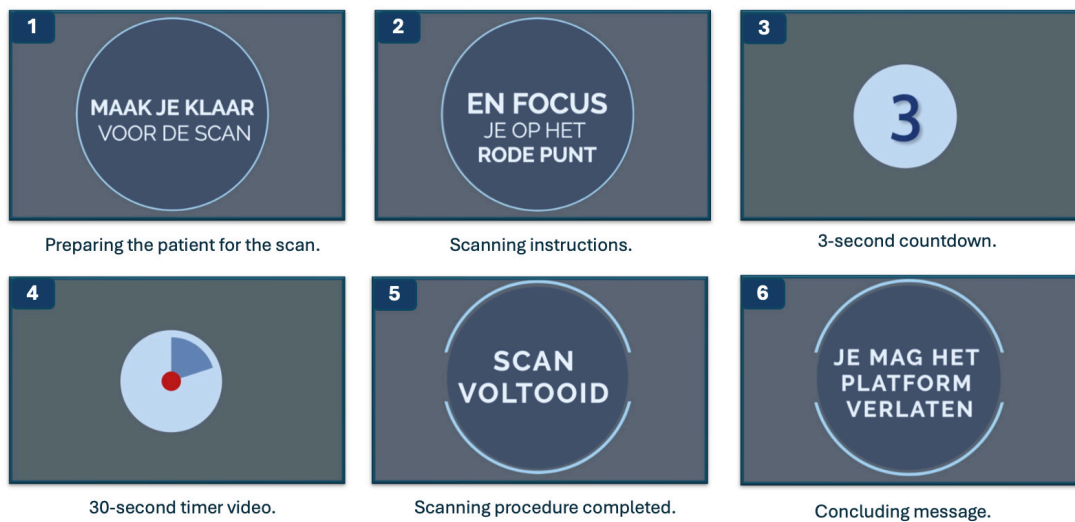 1
MAAK JE KLAAR
VOOR DE SCAN
Preparing the patient for the scan.
2
EN FOCUS
JE OP HET
RODE PUNT
Scanning instructions.
3
3
3-second countdown.
4
30-second timer video.
5
SCAN
VOLTOOID
Scanning procedure completed.
6
JE MAG HET
PLATFORM
VERLATEN
Concluding message.